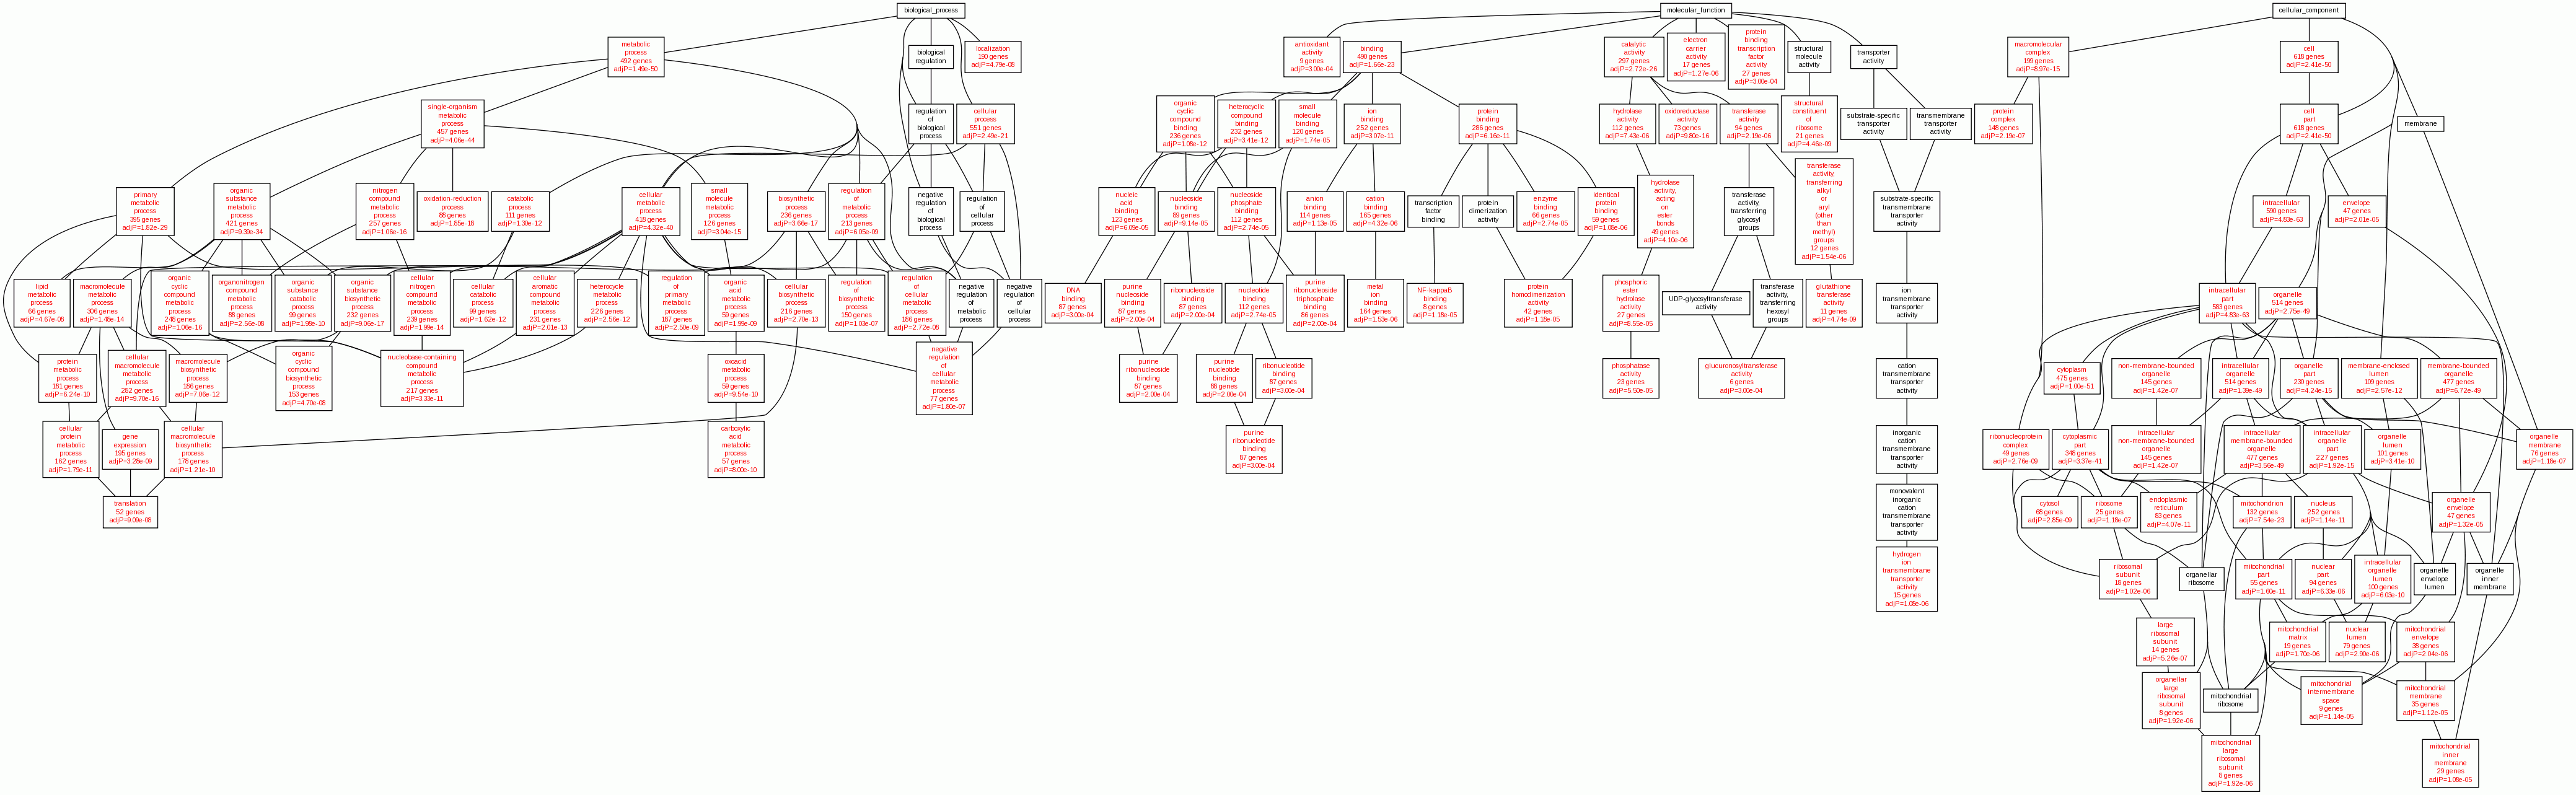 biological_process
metabolic
process
492 genes
adjP=1.49e-50
biological
regulation
localization
190 genes
adjP=4.79e-08
single-organism
metabolic
process
457 genes
adjP=4.06e-44
regulation
of
biological
process
cellular
process
551 genes
adjP=2.49e-21
primary
metabolic
process
395 genes
adjP=1.82e-29
organic
substance
metabolic
process
421 genes
adjP=9.39e-34
nitrogen
compound
metabolic
process
257 genes
adjP=1.06e-16
oxidation-reduction
process
88 genes
adjP=1.85e-18
catabolic
process
111 genes
adjP=1.30e-12
cellular
metabolic
process
418 genes
adjP=4.32e-40
small
molecule
metabolic
process
126 genes
adjP=3.04e-15
biosynthetic
process
236 genes
adjP=3.66e-17
regulation
of
metabolic
process
213 genes
adjP=6.05e-09
negative
regulation
of
biological
process
regulation
of
cellular
process
lipid
metabolic
process
66 genes
adjP=4.67e-08
macromolecule
metabolic
process
306 genes
adjP=1.48e-14
organic
cyclic
compound
metabolic
process
248 genes
adjP=1.06e-16
organonitrogen
compound
metabolic
process
88 genes
adjP=2.56e-08
organic
substance
catabolic
process
99 genes
adjP=1.98e-10
organic
substance
biosynthetic
process
232 genes
adjP=9.06e-17
cellular
nitrogen
compound
metabolic
process
239 genes
adjP=1.99e-14
cellular
catabolic
process
99 genes
adjP=1.62e-12
cellular
aromatic
compound
metabolic
process
231 genes
adjP=2.01e-13
heterocycle
metabolic
process
226 genes
adjP=2.56e-12
regulation
of
primary
metabolic
process
187 genes
adjP=2.50e-09
organic
acid
metabolic
process
59 genes
adjP=1.99e-09
cellular
biosynthetic
process
216 genes
adjP=2.70e-13
regulation
of
biosynthetic
process
150 genes
adjP=1.03e-07
regulation
of
cellular
metabolic
process
186 genes
adjP=2.72e-08
negative
regulation
of
metabolic
process
negative
regulation
of
cellular
process
protein
metabolic
process
181 genes
adjP=6.24e-10
cellular
macromolecule
metabolic
process
282 genes
adjP=9.70e-16
macromolecule
biosynthetic
process
186 genes
adjP=7.06e-12
organic
cyclic
compound
biosynthetic
process
153 genes
adjP=4.70e-08
nucleobase-containing
compound
metabolic
process
217 genes
adjP=3.33e-11
oxoacid
metabolic
process
59 genes
adjP=9.54e-10
negative
regulation
of
cellular
metabolic
process
77 genes
adjP=1.80e-07
cellular
protein
metabolic
process
162 genes
adjP=1.79e-11
gene
expression
195 genes
adjP=3.28e-09
cellular
macromolecule
biosynthetic
process
178 genes
adjP=1.21e-10
carboxylic
acid
metabolic
process
57 genes
adjP=8.00e-10
translation
52 genes
adjP=9.09e-08
molecular_function
antioxidant
activity
9 genes
adjP=3.00e-04
binding
490 genes
adjP=1.66e-23
catalytic
activity
297 genes
adjP=2.72e-26
electron
carrier
activity
17 genes
adjP=1.27e-06
protein
binding
transcription
factor
activity
27 genes
adjP=3.00e-04
structural
molecule
activity
transporter
activity
organic
cyclic
compound
binding
236 genes
adjP=1.08e-12
heterocyclic
compound
binding
232 genes
adjP=3.41e-12
small
molecule
binding
120 genes
adjP=1.74e-05
ion
binding
252 genes
adjP=3.07e-11
protein
binding
286 genes
adjP=6.16e-11
hydrolase
activity
112 genes
adjP=7.43e-06
oxidoreductase
activity
73 genes
adjP=9.80e-16
transferase
activity
94 genes
adjP=2.19e-06
structural
constituent
of
ribosome
21 genes
adjP=4.46e-09
substrate-specific
transporter
activity
transmembrane
transporter
activity
nucleic
acid
binding
123 genes
adjP=6.09e-05
nucleoside
binding
89 genes
adjP=9.14e-05
nucleoside
phosphate
binding
112 genes
adjP=2.74e-05
anion
binding
114 genes
adjP=1.13e-05
cation
binding
165 genes
adjP=4.32e-06
transcription
factor
binding
protein
dimerization
activity
enzyme
binding
66 genes
adjP=2.74e-05
identical
protein
binding
59 genes
adjP=1.08e-06
hydrolase
activity,
acting
on
ester
bonds
49 genes
adjP=4.10e-06
transferase
activity,
transferring
glycosyl
groups
transferase
activity,
transferring
alkyl
or
aryl
(other
than
methyl)
groups
12 genes
adjP=1.54e-06
substrate-specific
transmembrane
transporter
activity
DNA
binding
87 genes
adjP=3.00e-04
purine
nucleoside
binding
87 genes
adjP=2.00e-04
ribonucleoside
binding
87 genes
adjP=2.00e-04
nucleotide
binding
112 genes
adjP=2.74e-05
purine
ribonucleoside
triphosphate
binding
86 genes
adjP=2.00e-04
metal
ion
binding
164 genes
adjP=1.53e-06
NF-kappaB
binding
8 genes
adjP=1.18e-05
protein
homodimerization
activity
42 genes
adjP=1.18e-05
phosphoric
ester
hydrolase
activity
27 genes
adjP=8.55e-05
UDP-glycosyltransferase
activity
transferase
activity,
transferring
hexosyl
groups
glutathione
transferase
activity
11 genes
adjP=4.74e-09
ion
transmembrane
transporter
activity
purine
ribonucleoside
binding
87 genes
adjP=2.00e-04
purine
nucleotide
binding
88 genes
adjP=2.00e-04
ribonucleotide
binding
87 genes
adjP=3.00e-04
phosphatase
activity
23 genes
adjP=5.50e-05
glucuronosyltransferase
activity
6 genes
adjP=3.00e-04
cation
transmembrane
transporter
activity
purine
ribonucleotide
binding
87 genes
adjP=3.00e-04
inorganic
cation
transmembrane
transporter
activity
monovalent
inorganic
cation
transmembrane
transporter
activity
hydrogen
ion
transmembrane
transporter
activity
15 genes
adjP=1.08e-06
cellular_component
macromolecular
complex
199 genes
adjP=8.97e-15
cell
618 genes
adjP=2.41e-50
protein
complex
148 genes
adjP=2.19e-07
cell
part
618 genes
adjP=2.41e-50
membrane
intracellular
590 genes
adjP=4.83e-63
envelope
47 genes
adjP=2.01e-05
intracellular
part
583 genes
adjP=4.83e-63
organelle
514 genes
adjP=2.75e-49
cytoplasm
475 genes
adjP=1.00e-51
non-membrane-bounded
organelle
145 genes
adjP=1.42e-07
intracellular
organelle
514 genes
adjP=1.39e-49
organelle
part
230 genes
adjP=4.24e-15
membrane-enclosed
lumen
109 genes
adjP=2.57e-12
membrane-bounded
organelle
477 genes
adjP=6.72e-49
ribonucleoprotein
complex
49 genes
adjP=2.76e-09
cytoplasmic
part
348 genes
adjP=3.37e-41
intracellular
non-membrane-bounded
organelle
145 genes
adjP=1.42e-07
intracellular
membrane-bounded
organelle
477 genes
adjP=3.56e-49
intracellular
organelle
part
227 genes
adjP=1.92e-15
organelle
lumen
101 genes
adjP=3.41e-10
organelle
membrane
76 genes
adjP=1.18e-07
cytosol
68 genes
adjP=2.85e-09
ribosome
25 genes
adjP=1.18e-07
endoplasmic
reticulum
83 genes
adjP=4.07e-11
mitochondrion
132 genes
adjP=7.54e-23
nucleus
252 genes
adjP=1.14e-11
organelle
envelope
47 genes
adjP=1.32e-05
ribosomal
subunit
18 genes
adjP=1.02e-06
organellar
ribosome
mitochondrial
part
55 genes
adjP=1.60e-11
nuclear
part
94 genes
adjP=6.33e-06
intracellular
organelle
lumen
100 genes
adjP=6.03e-10
organelle
envelope
lumen
organelle
inner
membrane
large
ribosomal
subunit
14 genes
adjP=5.26e-07
mitochondrial
matrix
19 genes
adjP=1.70e-06
nuclear
lumen
79 genes
adjP=2.90e-06
mitochondrial
envelope
38 genes
adjP=2.04e-06
organellar
large
ribosomal
subunit
8 genes
adjP=1.92e-06
mitochondrial
ribosome
mitochondrial
intermembrane
space
9 genes
adjP=1.14e-05
mitochondrial
membrane
35 genes
adjP=1.12e-05
mitochondrial
large
ribosomal
subunit
8 genes
adjP=1.92e-06
mitochondrial
inner
membrane
29 genes
adjP=1.08e-05